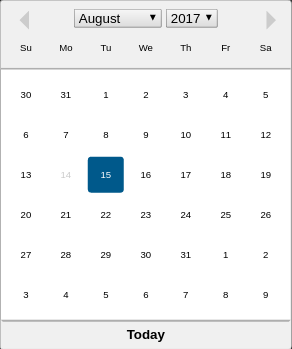 August 2017
Su Mo Tu We Th Fr Sa
30 31 1 2 3 4 5
6 7 8 9 10 11 12
13 14 15 16 17 18 19
20 21 22 23 24 25 26
27 28 29 30 31 1 2
3 4 5 6 7 8 9
Today